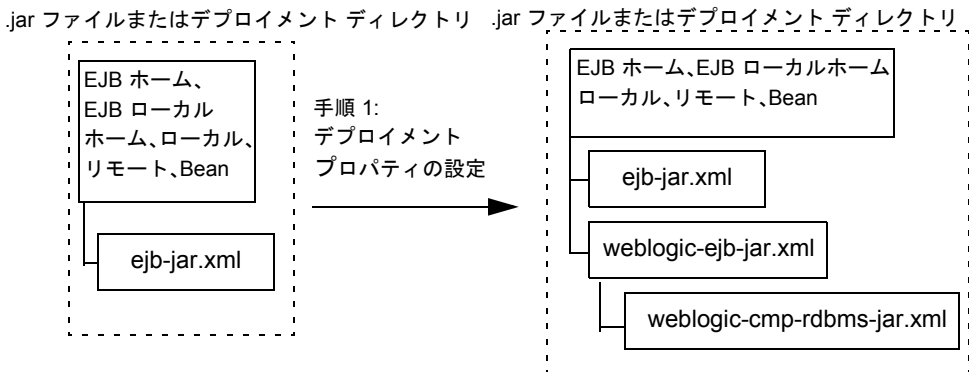 .jar ファイルまたはデプロイメント ディレクトリ
EJB ホーム、
EJB ローカル
ホーム、ローカル、
リモート、Bean
ejb-jar.xml
手順 1:
デプロイメント
プロパティの設定
.jar ファイルまたはデプロイメント ディレクトリ
EJB ホーム、EJB ローカルホーム
ローカル、リモート、Bean
ejb-jar.xml
weblogic-ejb-jar.xml
weblogic-cmp-rdbms-jar.xml